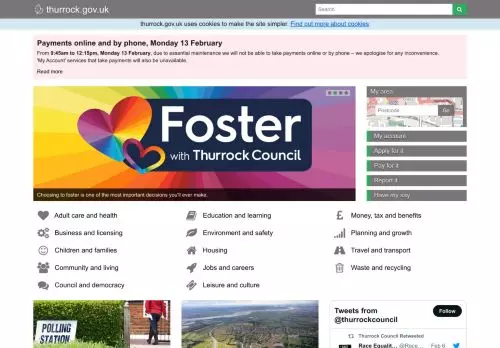 thurrock.gov.uk
Search
thurrock.gov.uk uses cookies to make the site simpler. Find out more about cookies
Payments online and by phone, Monday 13 February
From 9:45am to 12:15pm, Monday 13 February, due to essential maintenance we will not be able to take payments online or by phone – we apologise for any inconvenience.
'My Account' services that take payments will also be unavailable.
Read more
Foster
with Thurrock Council
Choosing to foster is one of the most important decisions you'll ever make.
My area
Postcode
Go
My account
Apply for it
Pay for it
Report it
Have my say
Adult care and health
Education and learning
Money, tax and benefits
Business and licensing
Environment and safety
Planning and growth
Children and families
Housing
Travel and transport
Community and living
Jobs and careers
Waste and recycling
Council and democracy
Leisure and culture
POLLING
STATION
Tweets from
@thurrockcouncil
Follow
Thurrock Council Retweeted
Race Equalit... @Race... Feb 6